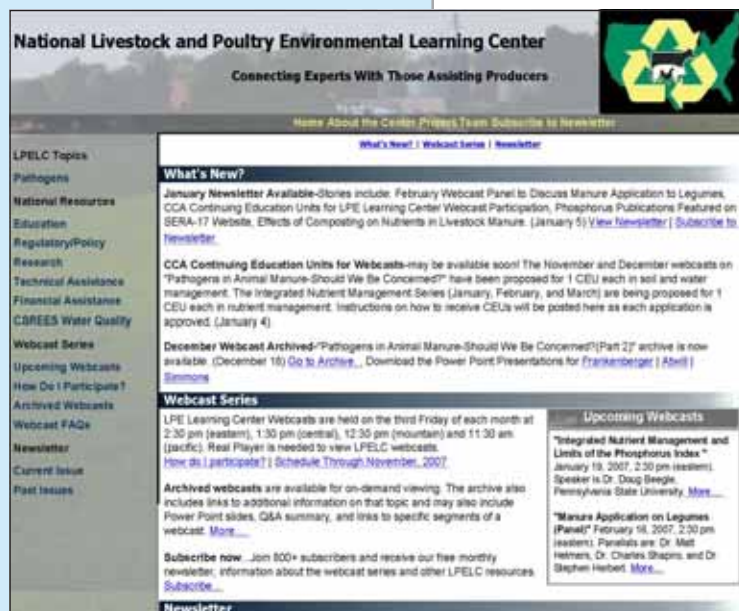 National Livestock and Poultry Environmental Learning Center
Connecting Experts With Those Assisting Producers
Home About the Center Project Team Subscribe to Newsletter
LPELC Topics
Pathogens
National Resources
Education
Regulatory/Policy
Research
Technical Assistance
Financial Assistance
CSREES Water Quality
Webcast Series
Upcoming Webcasts
How Do I Participate?
Archived Webcasts
Webcast FAQs
Newsletter
Current Issue
Past Issues
What's New? | Webcast Series | Newsletter
What's New?
January Newsletter Available-Stories include: February Webcast Panel to Discuss Manure Application to Legumes,
CCA Continuing Education Units for LPE Learning Center Webcast Participation, Phosphorus Publications Featured on
SERA-17 Website, Effects of Composting on Nutrients in Livestock Manure. (January 5) View Newsletter | Subscribe to
Newsletter
CCA Continuing Education Units for Webcasts-may be available soon! The November and December webcasts on
"Pathogens in Animal Manure-Should We Be Concerned?" have been proposed for 1 CEU each in soil and water
management. The Integrated Nutrient Management Series (January, February, and March) are being proposed for 1
CEU each in nutrient management. Instructions on how to receive CEUs will be posted here as each application is
approved. (January 4)
December Webcast Archived-"Pathogens in Animal Manure-Should We Be Concerned?(Part 2)" archive is now
available. (December 18) Go to Archive... Download the Power Point Presentations for Frankenberger | Atwill |
Simmons
Webcast Series
LPE Learning Center Webcasts are held on the third Friday of each month at
2:30 pm (eastern), 1:30 pm (central), 12:30 pm (mountain) and 11:30 am
(pacific). Real Player is needed to view LPELC webcasts.
How do I participate? | Schedule Through November, 2007
Archived webcasts are available for on-demand viewing. The archive also
includes links to additional information on that topic and may also include
Power Point slides, Q&A summary, and links to specific segments of a
webcast. More...
Subscribe now...Join 800+ subscribers and receive our free monthly
newsletter, information about the webcast series and other LPELC resources.
Subscribe...
Upcoming Webcasts
"Integrated Nutrient Management and
Limits of the Phosphorus Index "
January 19, 2007, 2:30 pm (eastern).
Speaker is Dr. Doug Beegle,
Pennsylvania State University. More...
"Manure Application on Legumes
(Panel)" February 16, 2007, 2:30 pm
(eastern). Panelists are: Dr. Matt
Helmers, Dr. Charles Shapiro, and Dr
Stephen Herbert. More...
Newsletter